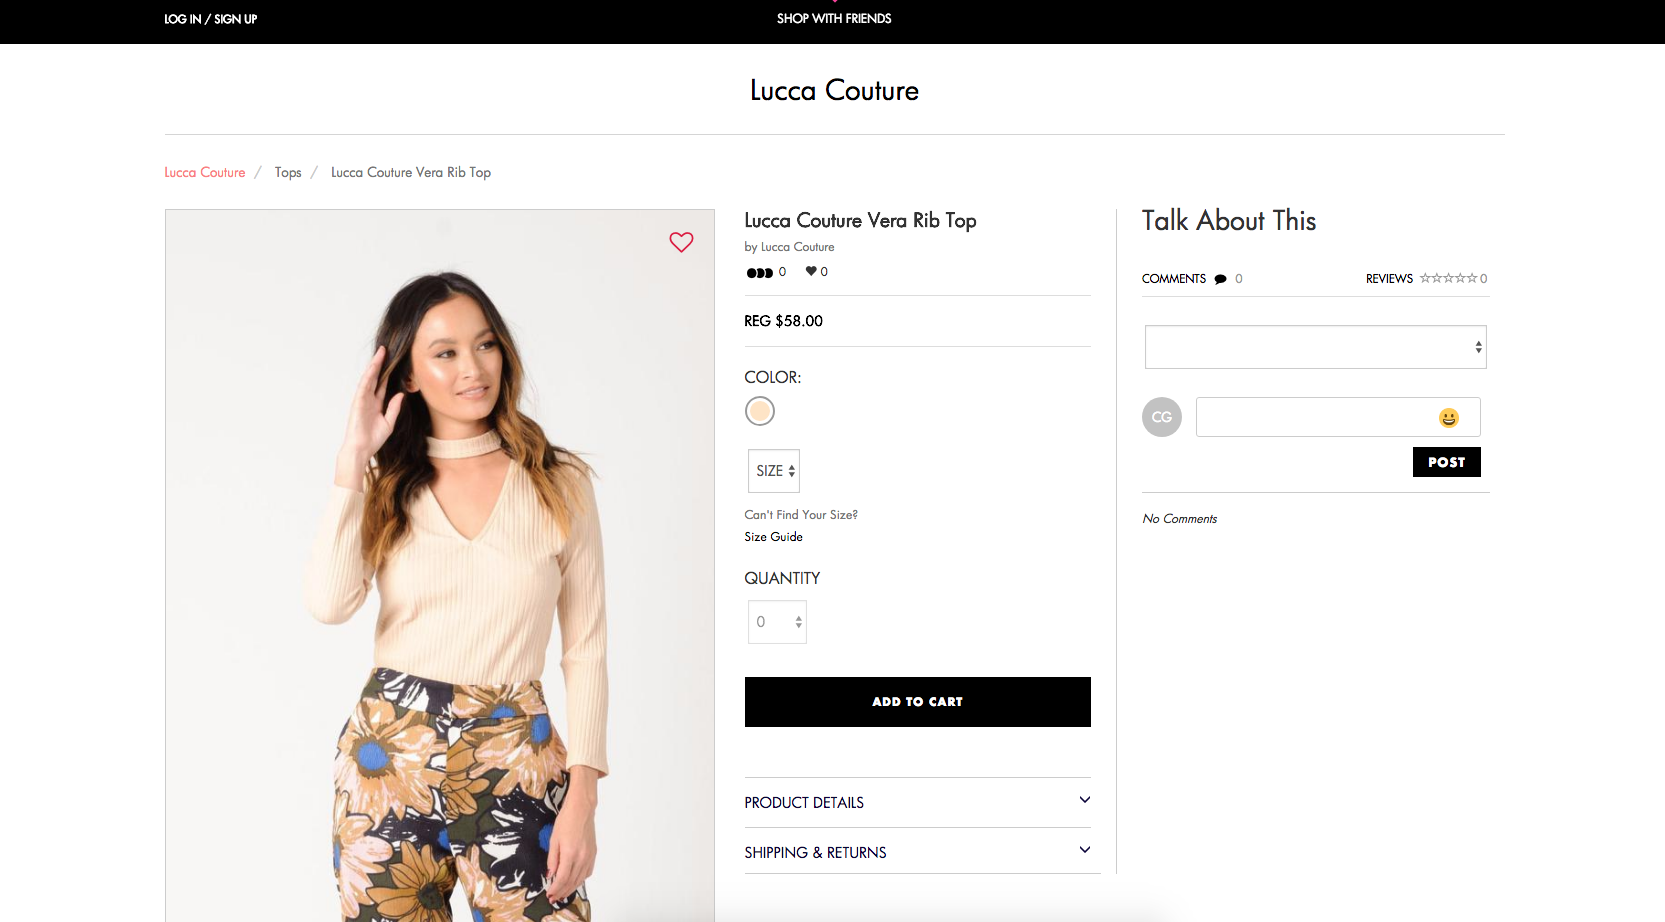 LOG IN / SIGN UP
SHOP WITH FRIENDS
Lucca Couture
Lucca Couture / Tops / Lucca Couture Vera Rib Top
Lucca Couture Vera Rib Top
by Lucca Couture
0 0
REG $58.00
COLOR:
SIZE
Can't Find Your Size?
Size Guide
QUANTITY
0
ADD TO CART
PRODUCT DETAILS
SHIPPING & RETURNS
Talk About This
COMMENTS 0 REVIEWS 0
CG
POST
No Comments